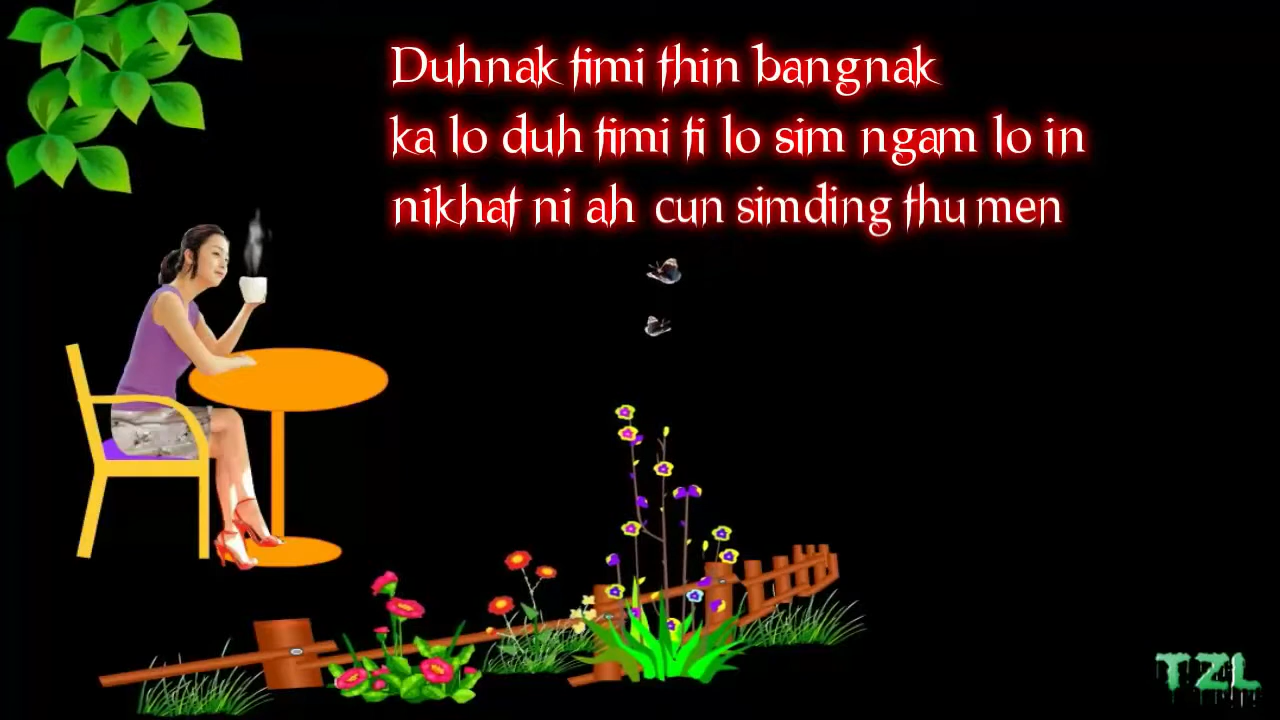 Duhnak timi thin bangnak
ka lo duh timi ti lo sim ngam lo in
nikhat ni ah cun simding thu men
TZL